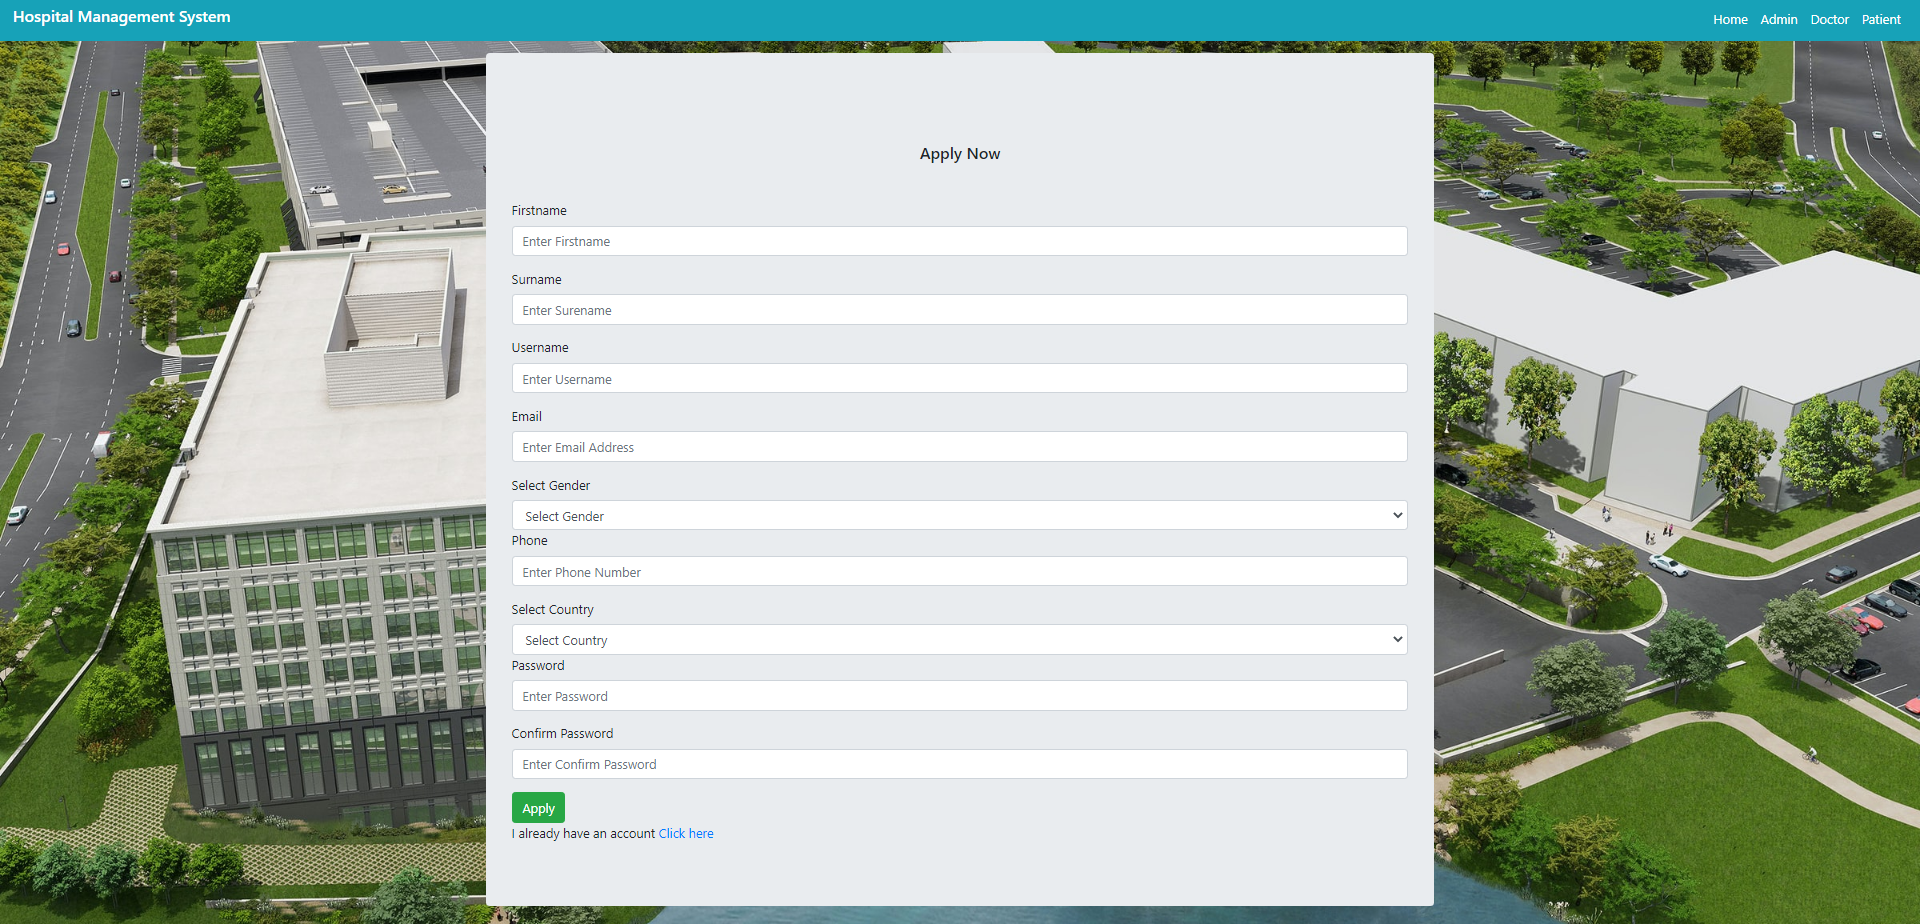 Hospital Management System
Home Admin Doctor Patient
Apply Now
Firstname
Enter Firstname
Surname
Enter Surename
Username
Enter Username
Email
Enter Email Address
Select Gender
Select Gender
Phone
Enter Phone Number
Select Country
Select Country
Password
Enter Password
Confirm Password
Enter Confirm Password
Apply
I already have an account Click here